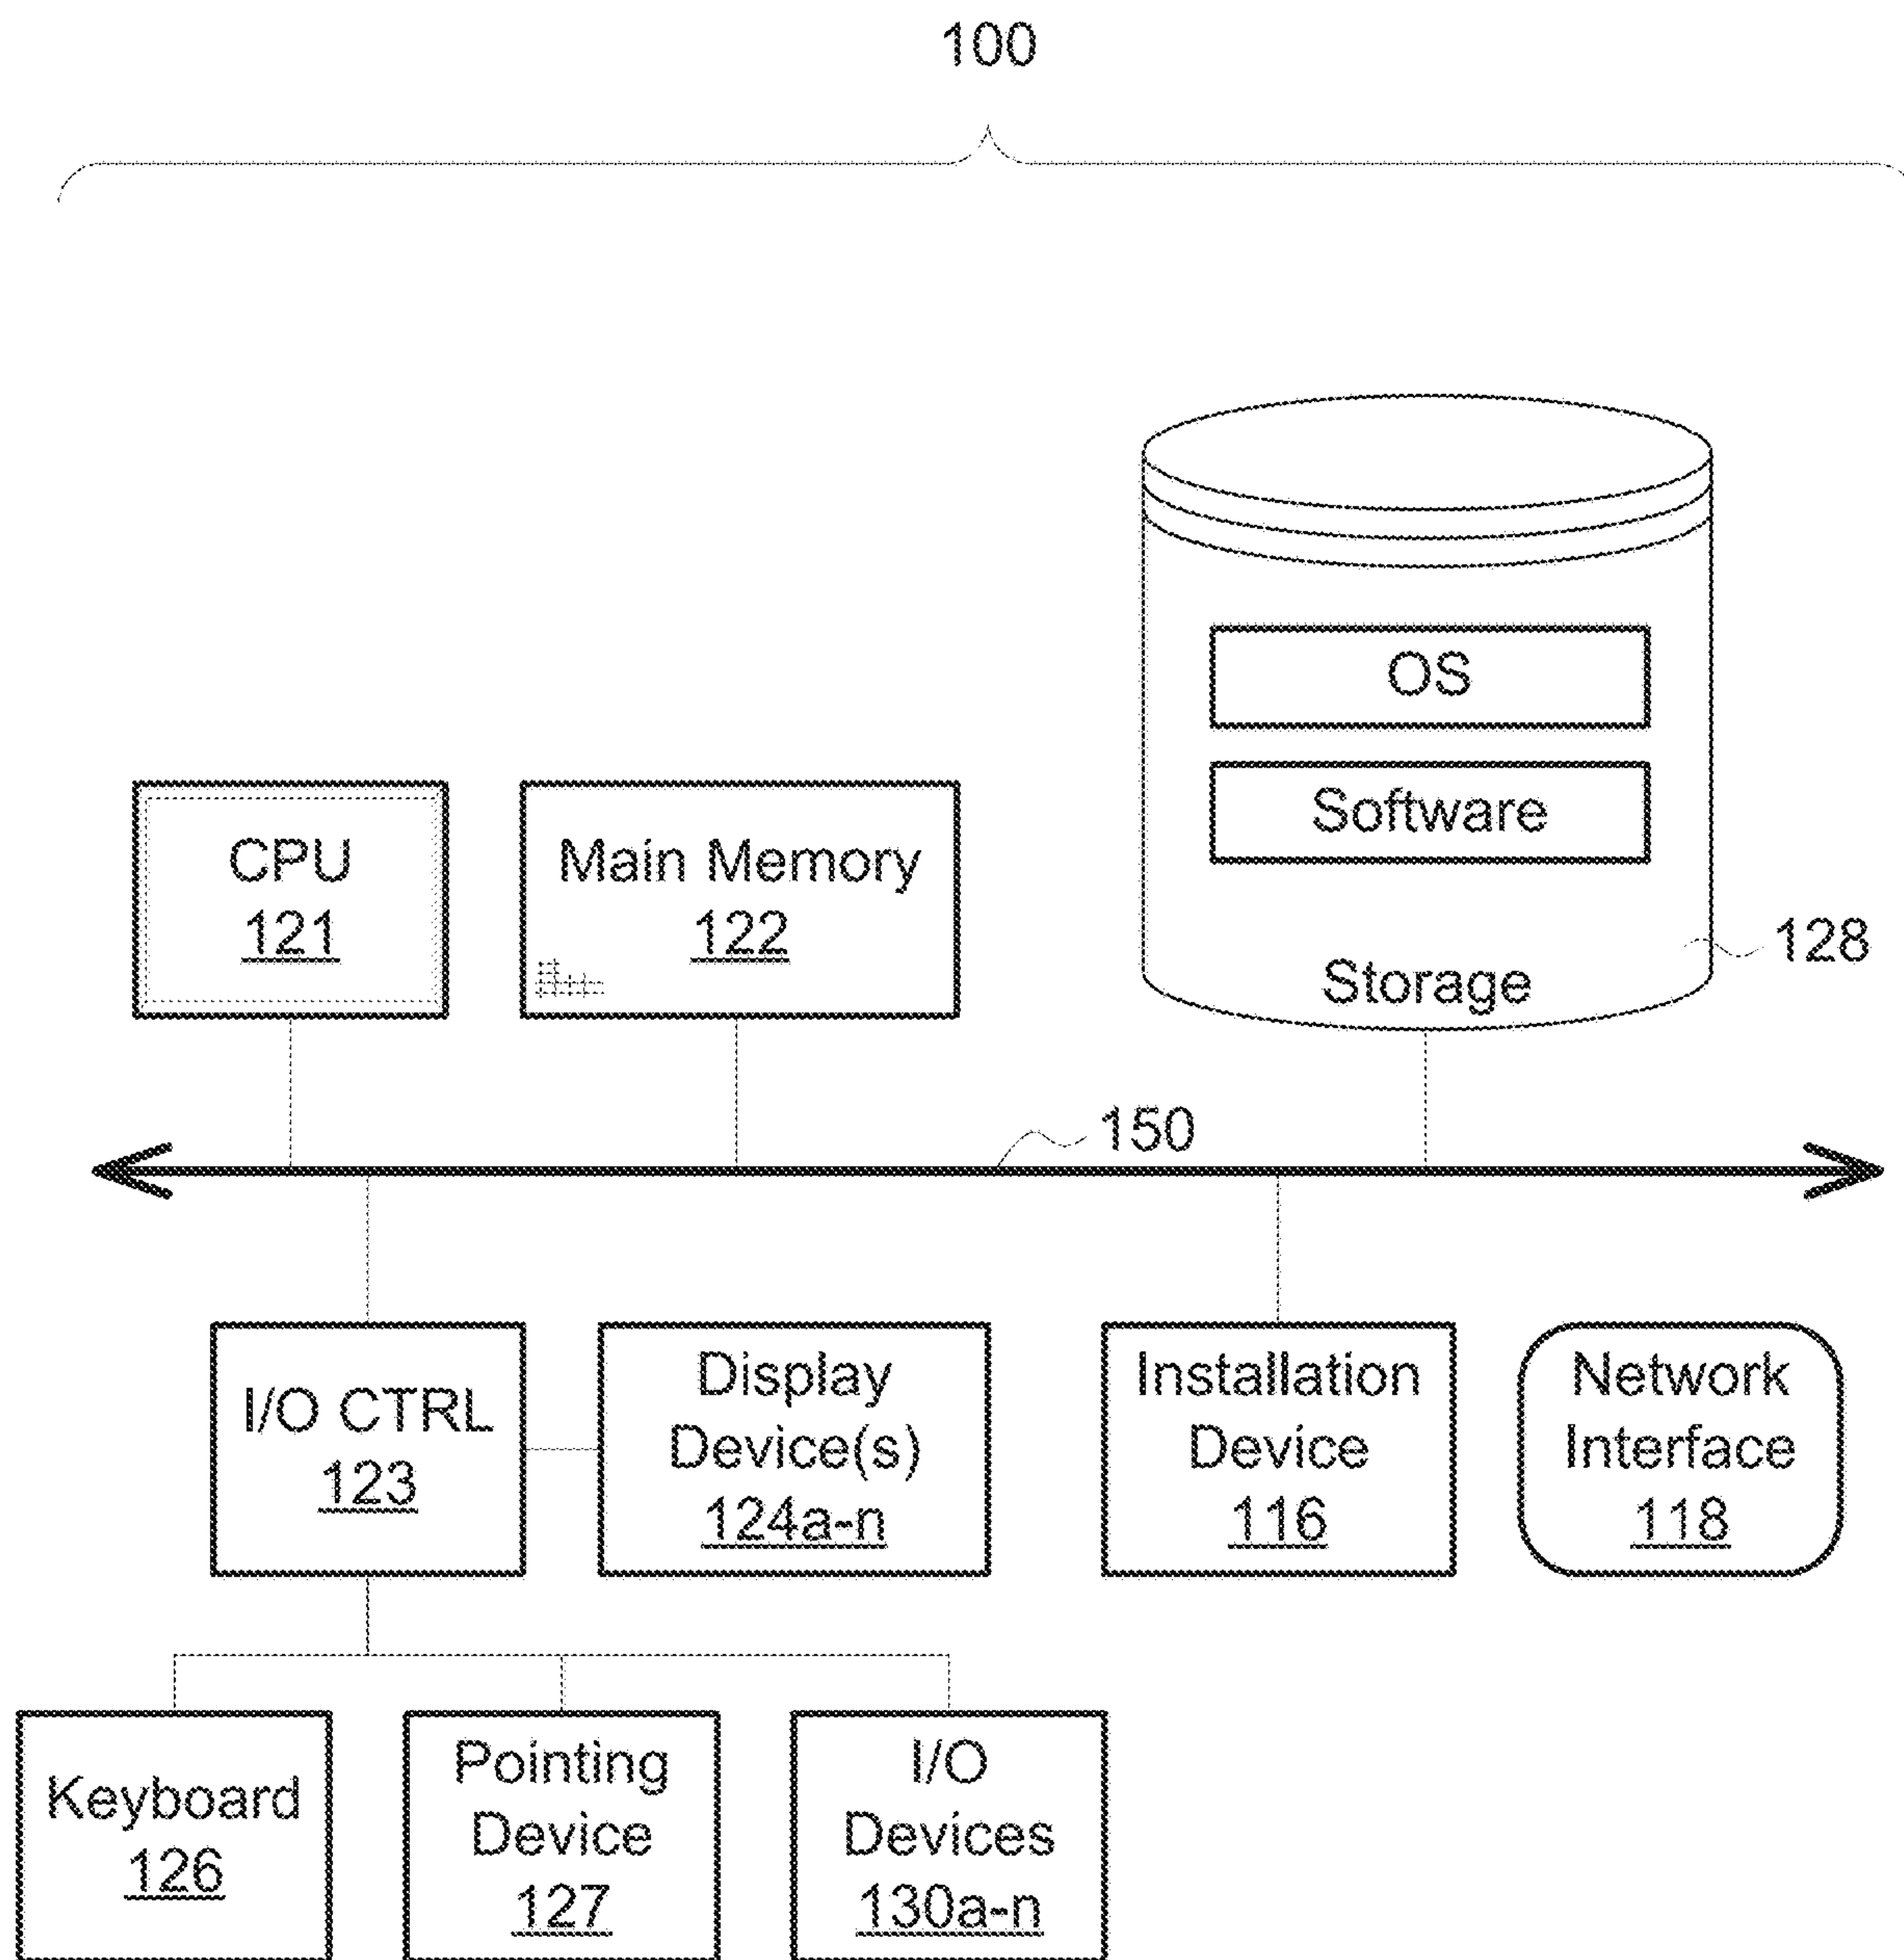 100
OS
Software
CPU
121
Main Memory
122
128
Storage
150
I/O CTRL
123
Display
Device(s)
124a-n
Installation
Device
116
Network
Interface
118
Keyboard
126
Pointing
Device
127
I/O
Devices
130a-n